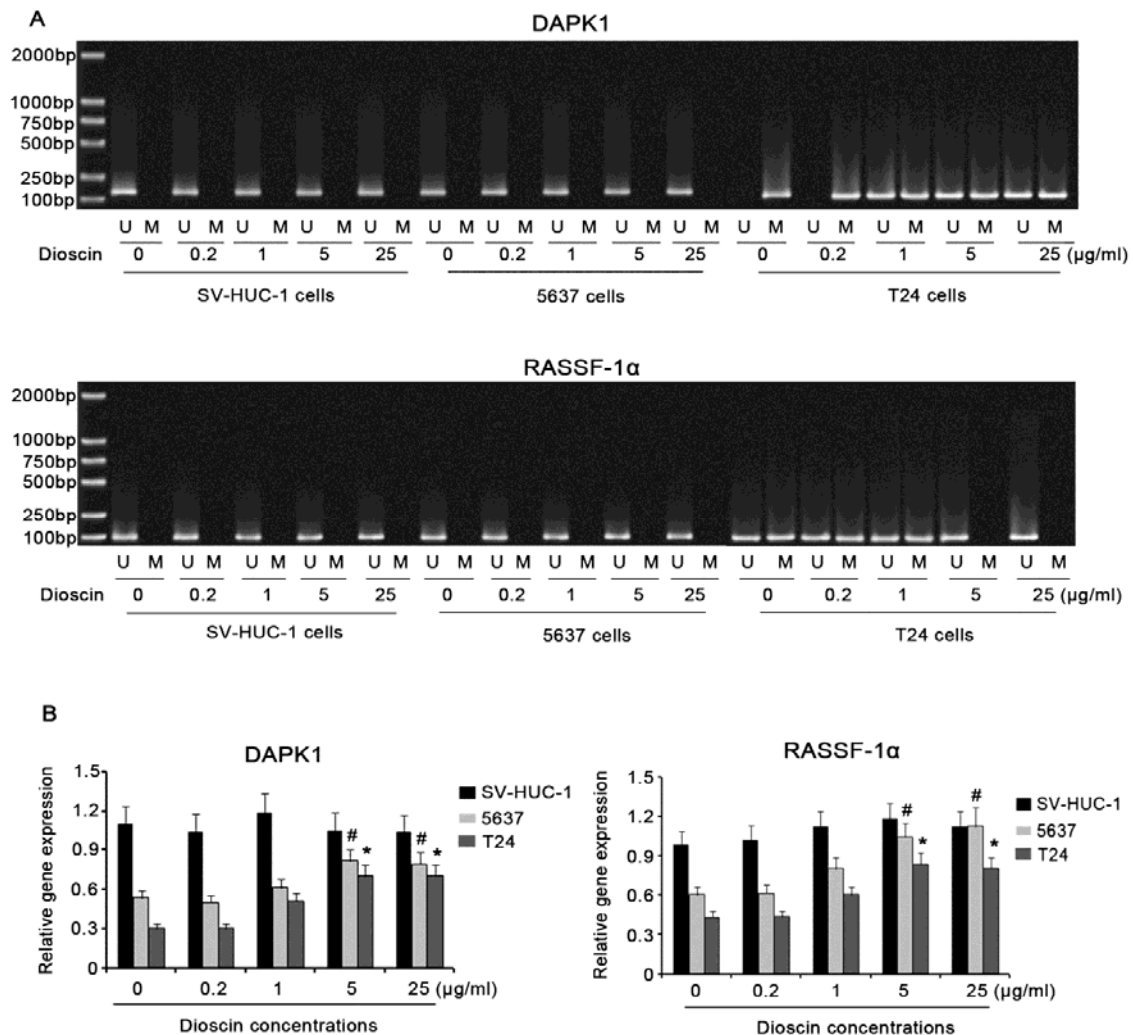 A
DAPK1
2000bp
1000bp
750bp
500bp
250bp
100bp
U M U M U M U M U M U M U M U M U M U M U M U M U M U M U M
Dioscin 0 0.2 1 5 25 0 0.2 1 5 25 0 0.2 1 5 25 (μg/ml)
SV-HUC-1 cells 5637 cells T24 cells
RASSF-1α
2000bp
1000bp
750bp
500bp
250bp
100bp
U M U M U M U M U M U M U M U M U M U M U M U M U M U M U M
Dioscin 0 0.2 1 5 25 0 0.2 1 5 25 0 0.2 1 5 25 (μg/ml)
SV-HUC-1 cells 5637 cells T24 cells
B
DAPK1
Relative gene expression
1.5
1.2
0.9
0.6
0.3
0
# * # *
SV-HUC-1
5637
T24
0 0.2 1 5 25 (μg/ml)
Dioscin concentrations
RASSF-1α
Relative gene expression
1.5
1.2
0.9
0.6
0.3
0
# * # *
SV-HUC-1
5637
T24
0 0.2 1 5 25 (μg/ml)
Dioscin concentrations